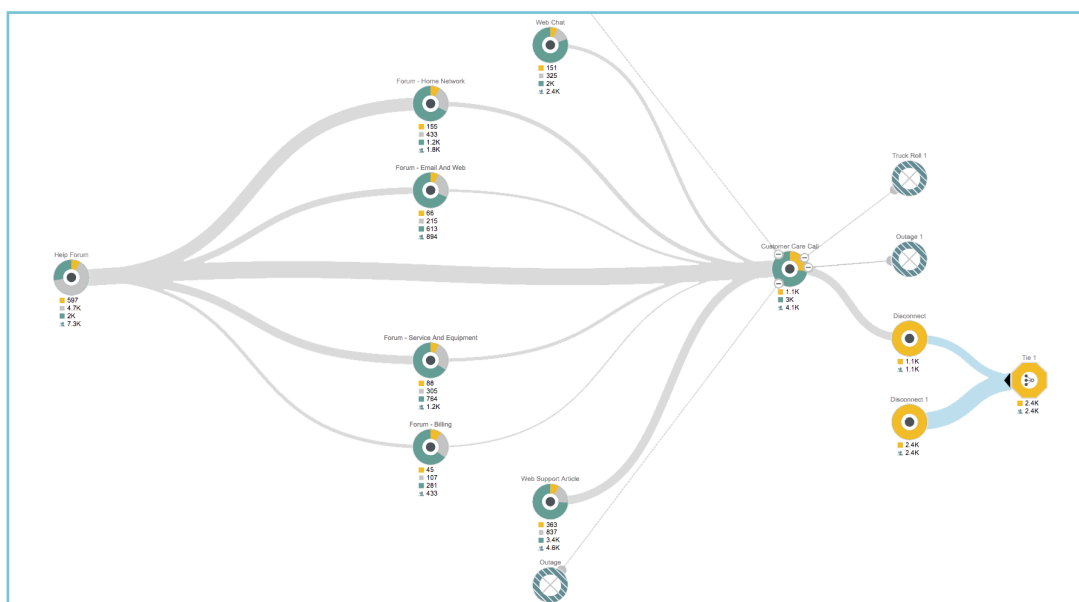 Web Chat
151
325
2K
2.4K
Forum - Home Network
155
433
1.2K
1.8K
Forum - Email And Web
66
215
613
894
Help Forum
597
4.7K
2K
7.3K
Forum - Service And Equipment
88
305
764
1.2K
Forum - Billing
45
107
281
433
Web Support Article
363
837
3.4K
4.6K
Outage
Customer Care Call
1.1K
3K
4.1K
Truck Roll 1
Outage 1
Disconnect
1.1K
1.1K
Disconnect 1
2.4K
2.4K
Tie 1
2.4K
2.4K